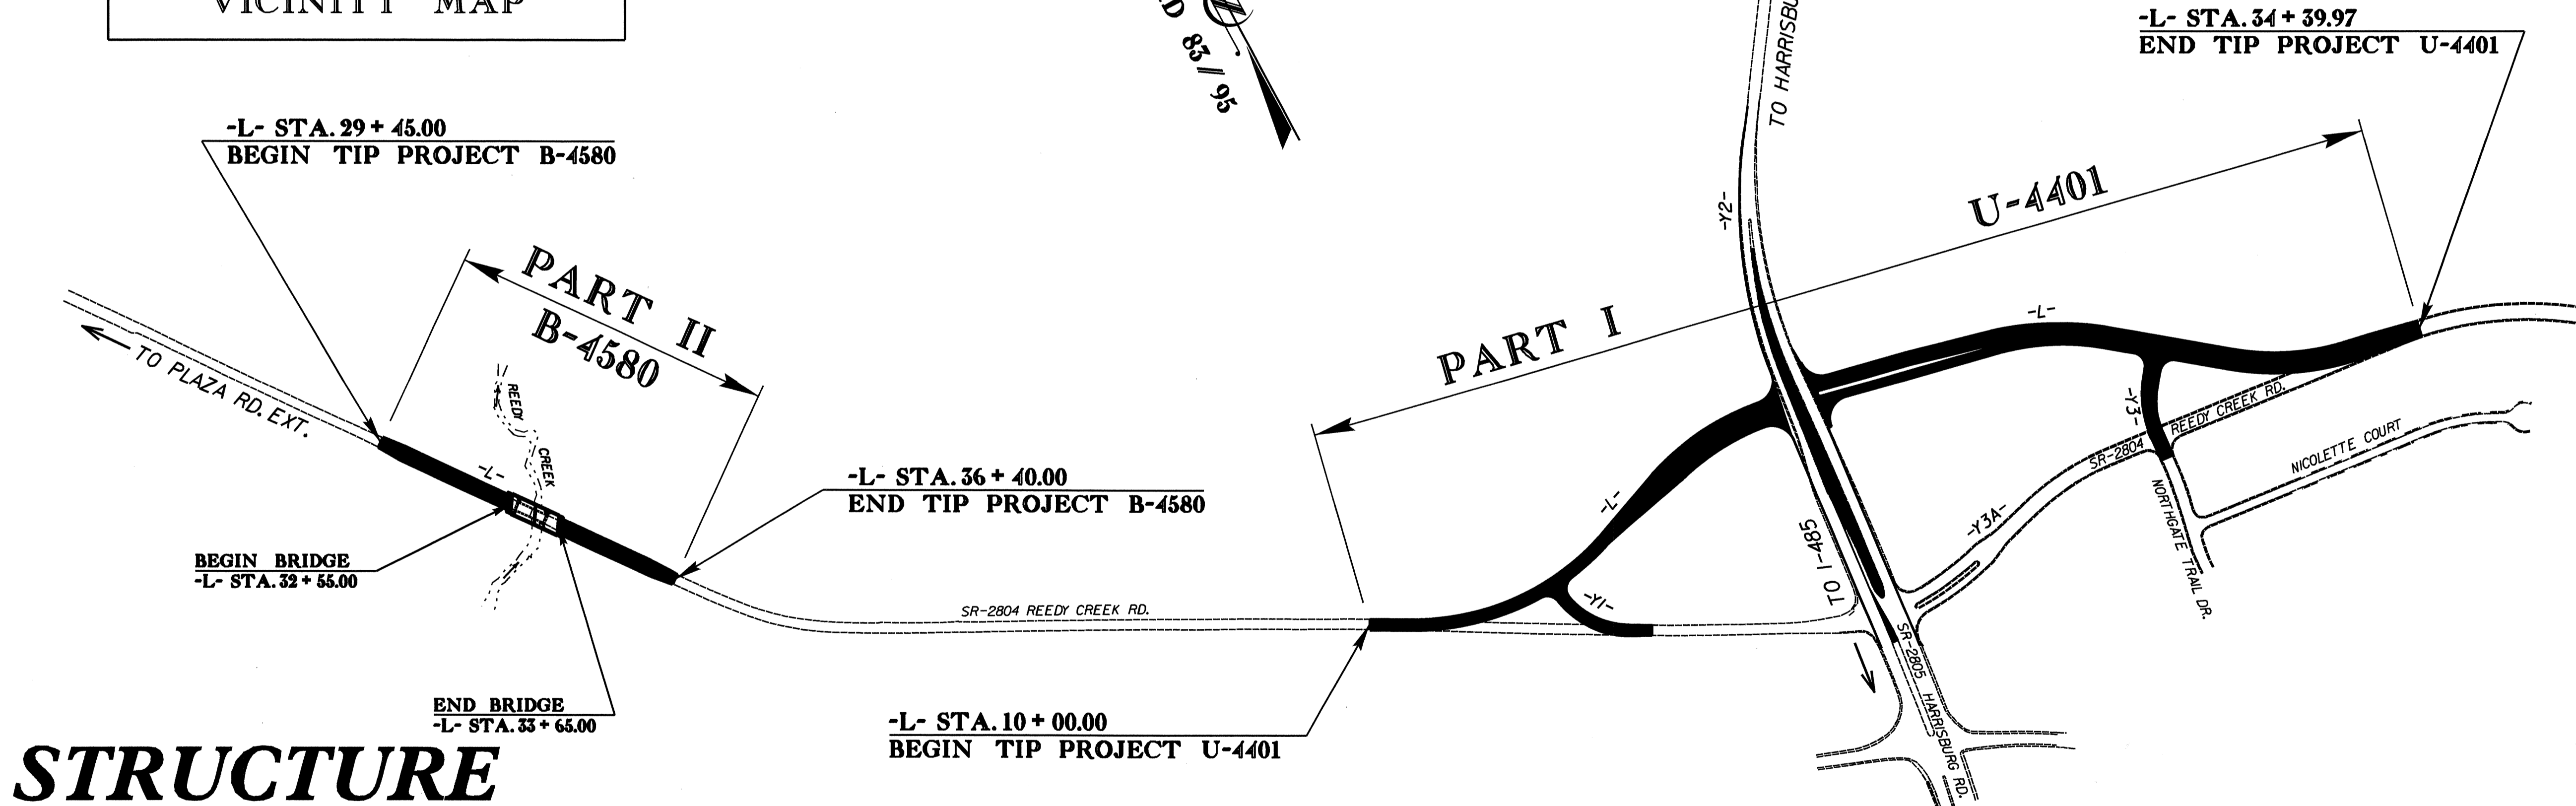 VICINITY MAP
83 // 95
TO HARRISBU
-L- STA. 34 + 39.97
END TIP PROJECT U-4401
-L- STA. 29 + 45.00
BEGIN TIP PROJECT B-4580
PART II
B-4580
TO PLAZA RD. EXT.
REEDY
CREEK
-L-
BEGIN BRIDGE
-L- STA. 32 + 55.00
END BRIDGE
-L- STA. 33 + 65.00
-L- STA. 36 + 40.00
END TIP PROJECT B-4580
SR-2804 REEDY CREEK RD.
-L- STA. 10 + 00.00
BEGIN TIP PROJECT U-4401
PART I
U-4401
-Y2-
-L-
-L-
-Y1-
TO I-485
-Y3-
SR-2804
REEDY CREEK RD.
NICOLETTE COURT
-Y3A-
NORTHGATE TRAIL DR.
SR-2805 HARRISBURG RD.
STRUCTURE